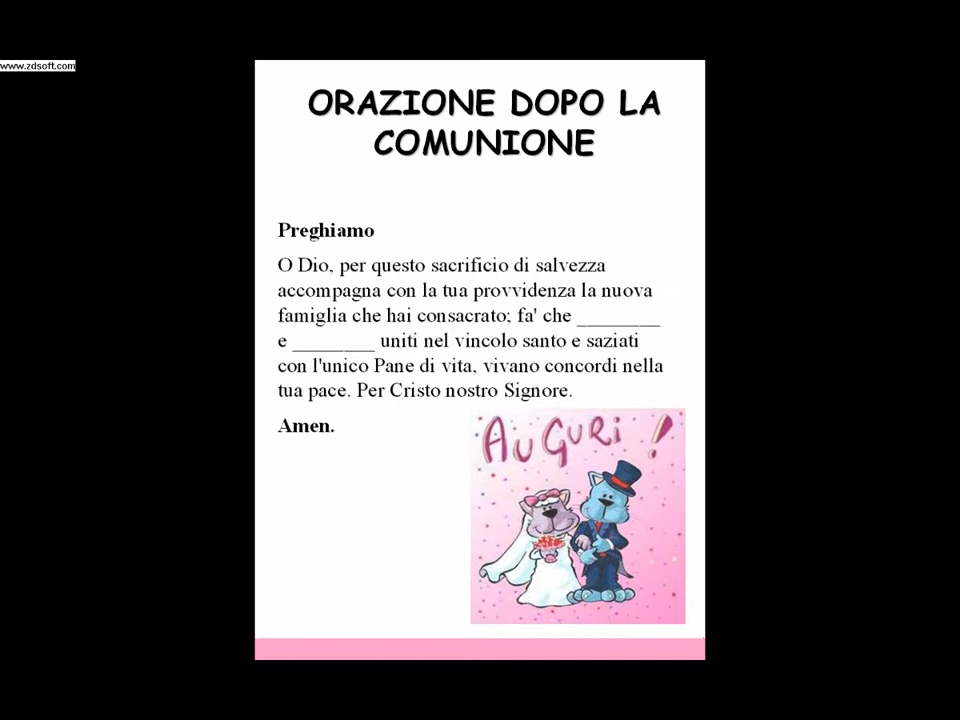 www.zdsoft.com
ORAZIONE DOPO LA
COMUNIONE
Preghiamo
O Dio, per questo sacrificio di salvezza
accompagna con la tua provvidenza la nuova
famiglia che hai consacrato; fa' che ________
e ________ uniti nel vincolo santo e saziati
con l'unico Pane di vita, vivano concordi nella
tua pace. Per Cristo nostro Signore.
Amen.
AUGURi !